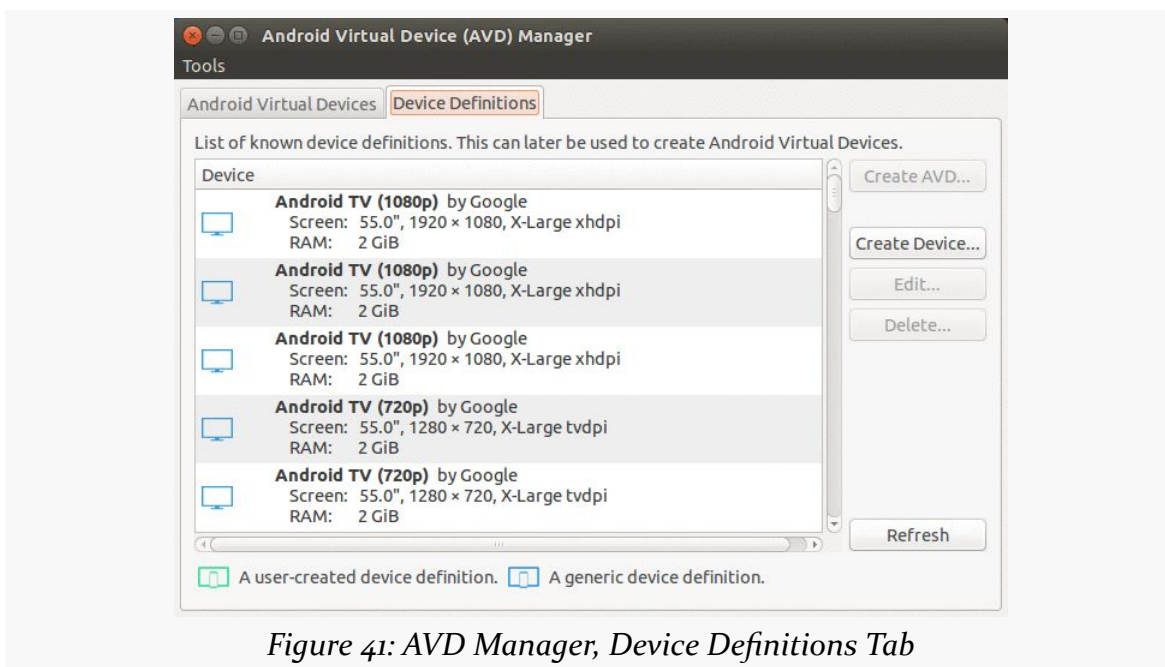 Android Virtual Device (AVD) Manager
Tools
Android Virtual Devices
Device Definitions
List of known device definitions. This can later be used to create Android Virtual Devices.
Device
Android TV (1080p) by Google
Screen: 55.0", 1920 × 1080, X-Large xhdpi
RAM: 2 GiB
Android TV (1080p) by Google
Screen: 55.0", 1920 × 1080, X-Large xhdpi
RAM: 2 GiB
Android TV (1080p) by Google
Screen: 55.0", 1920 × 1080, X-Large xhdpi
RAM: 2 GiB
Android TV (720p) by Google
Screen: 55.0", 1280 × 720, X-Large tvdpi
RAM: 2 GiB
Android TV (720p) by Google
Screen: 55.0", 1280 × 720, X-Large tvdpi
RAM: 2 GiB
Create AVD...
Create Device...
Edit...
Delete...
Refresh
A user-created device definition. A generic device definition.
Figure 41: AVD Manager, Device Definitions Tab